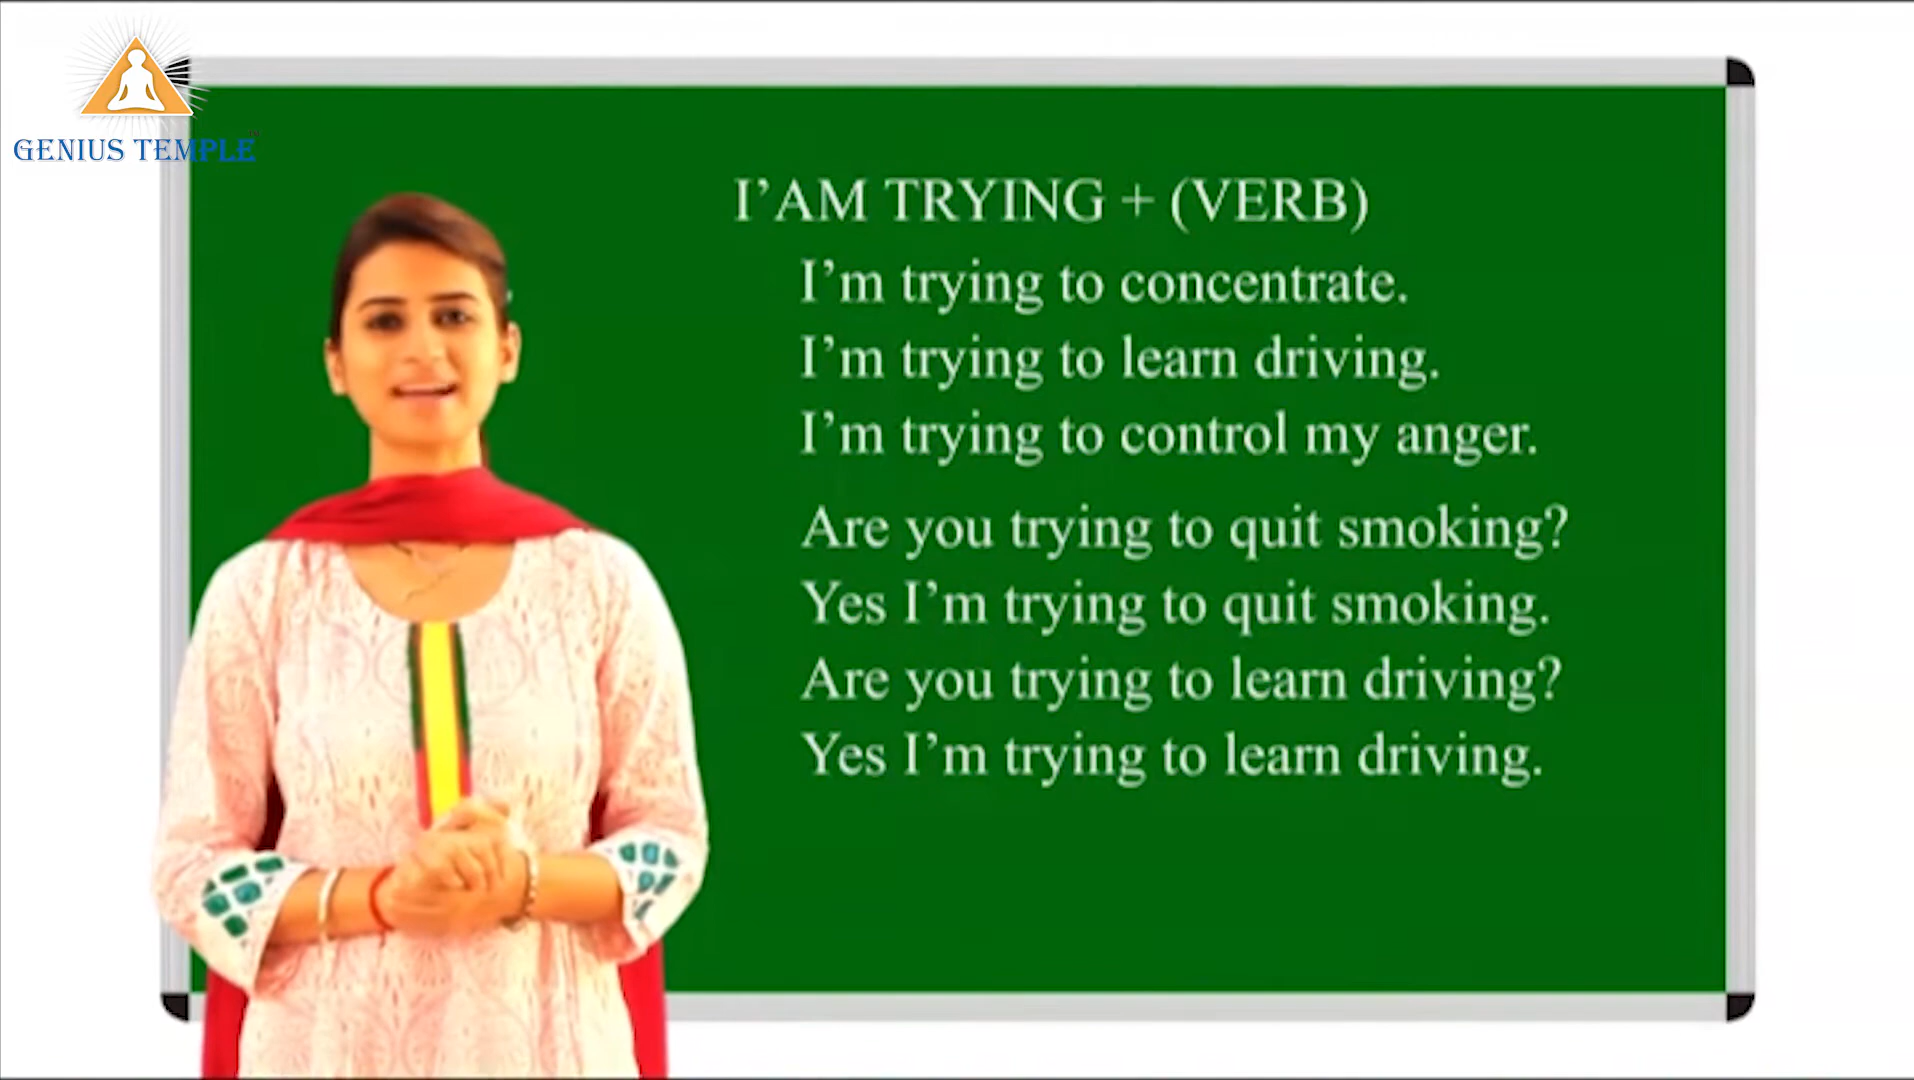 GENIUS TEMPLE™
I’AM TRYING + (VERB)
I’m trying to concentrate.
I’m trying to learn driving.
I’m trying to control my anger.
Are you trying to quit smoking?
Yes I’m trying to quit smoking.
Are you trying to learn driving?
Yes I’m trying to learn driving.